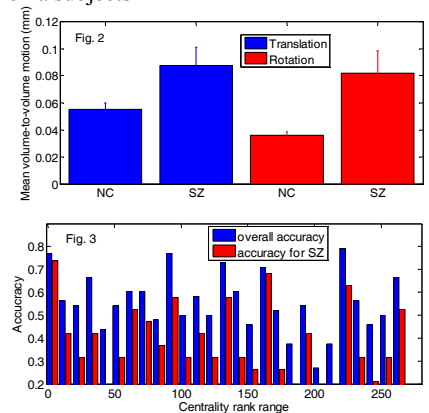 subjects
Mean volume-to-volume motion (mm)
0.12
0.1
0.08
0.06
0.04
0.02
0
Fig. 2
Translation
Rotation
NC
SZ
NC
SZ
Accucracy
0.8
0.7
0.6
0.5
0.4
0.3
0.2
Fig. 3
overall accuracy
accuracy for SZ
0
50
100
150
200
250
Centrality rank range